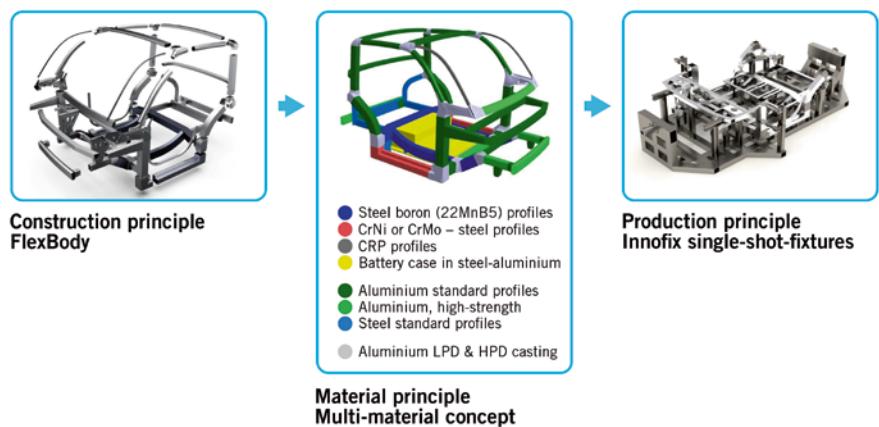 Construction principle
FlexBody
Steel boron (22MnB5) profiles
CrNi or CrMo – steel profiles
CRP profiles
Battery case in steel-aluminium
Aluminium standard profiles
Aluminium, high-strength
Steel standard profiles
Aluminium LPD & HPD casting
Material principle
Multi-material concept
Production principle
Innofix single-shot-fixtures